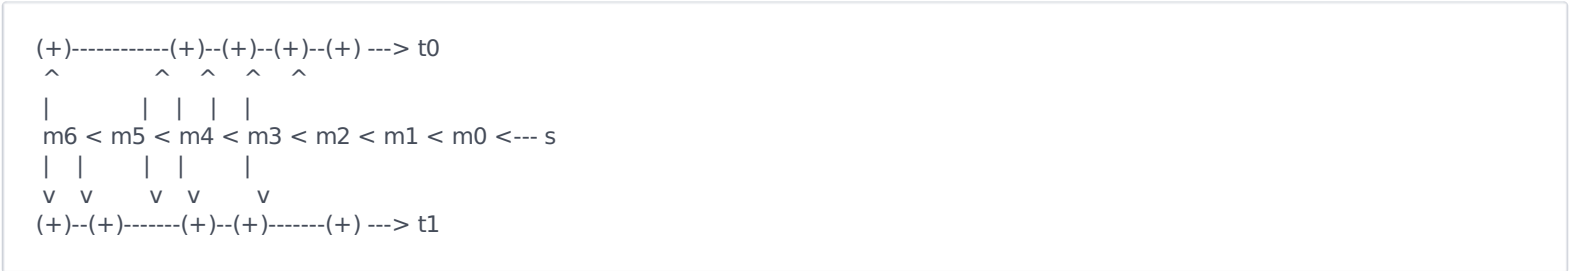 (+)------------(+)--(+)--(+)--(+) ---> t0
^ ^ ^ ^ ^
| | | | |
m6 < m5 < m4 < m3 < m2 < m1 < m0 <--- s
| | | | |
v v v v v
(+)--(+)-------(+)--(+)-------(+) ---> t1